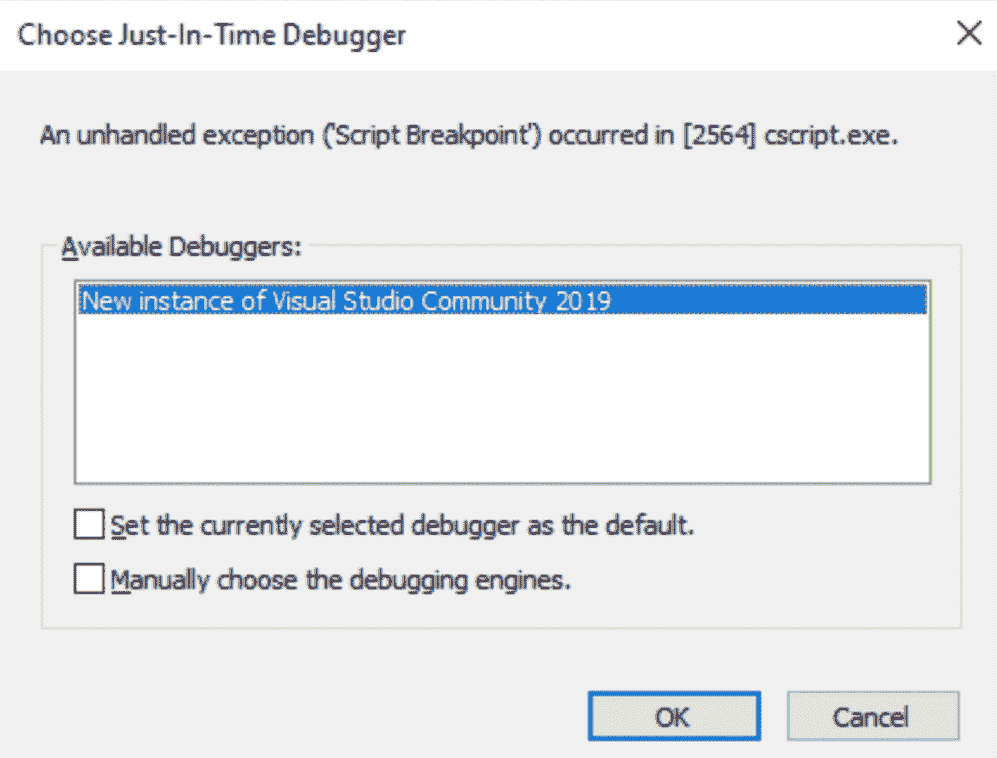 Choose Just-In-Time Debugger
An unhandled exception ('Script Breakpoint') occurred in [2564] cscript.exe.
Available Debuggers:
New instance of Visual Studio Community 2019
Set the currently selected debugger as the default.
Manually choose the debugging engines.
OK Cancel